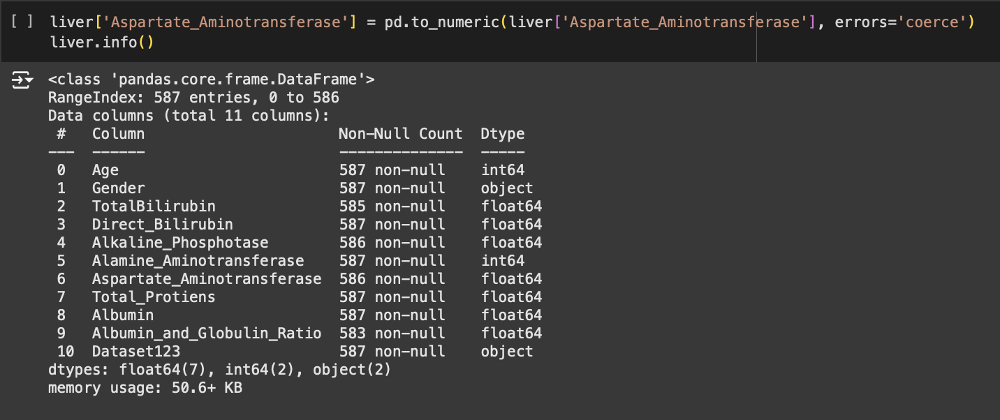 [ ] liver['Aspartate_Aminotransferase'] = pd.to_numeric(liver['Aspartate_Aminotransferase'], errors='coerce')
liver.info()
<class 'pandas.core.frame.DataFrame'>
RangeIndex: 587 entries, 0 to 586
Data columns (total 11 columns):
 #   Column                      Non-Null Count  Dtype
---  ------                      --------------  -----
 0   Age                         587 non-null    int64
 1   Gender                      587 non-null    object
 2   TotalBilirubin              585 non-null    float64
 3   Direct_Bilirubin            587 non-null    float64
 4   Alkaline_Phosphotase        586 non-null    float64
 5   Alamine_Aminotransferase    587 non-null    int64
 6   Aspartate_Aminotransferase  586 non-null    float64
 7   Total_Protiens              587 non-null    float64
 8   Albumin                     587 non-null    float64
 9   Albumin_and_Globulin_Ratio  583 non-null    float64
 10  Dataset123                  587 non-null    object
dtypes: float64(7), int64(2), object(2)
memory usage: 50.6+ KB